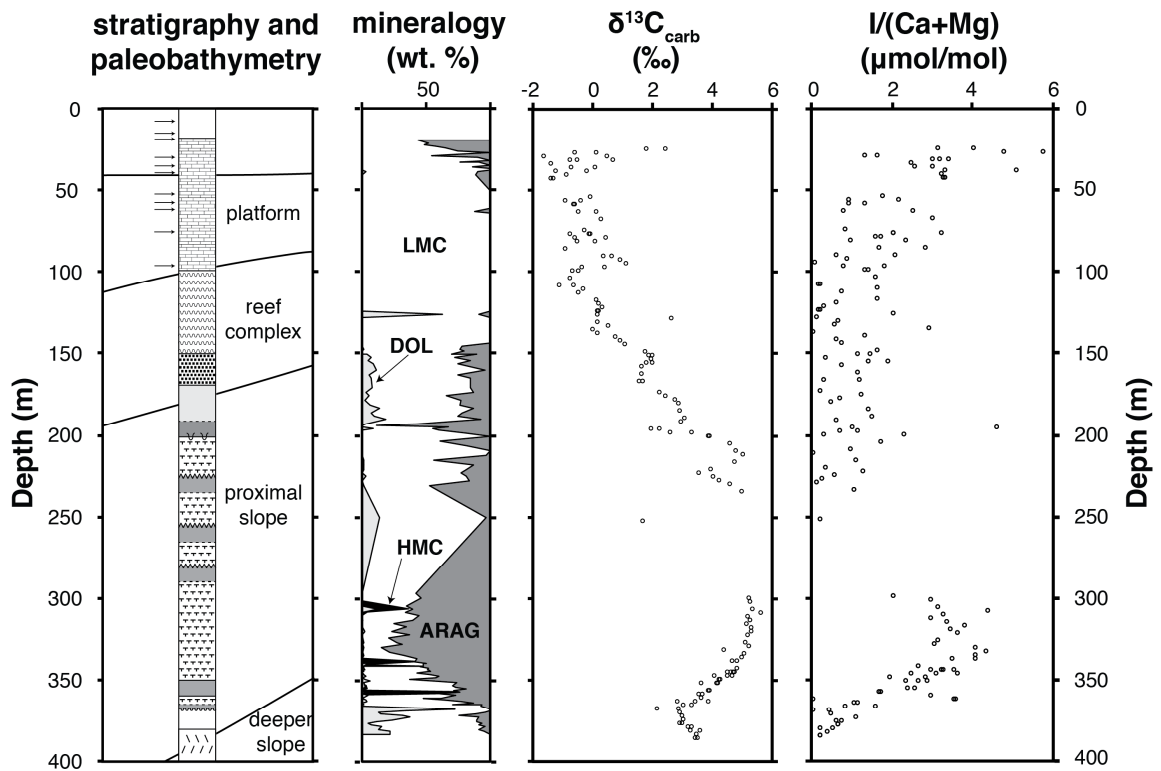 stratigraphy and
paleobathymetry
mineralogy
(wt. %)
δ¹³C_carb
(‰)
I/(Ca+Mg)
(µmol/mol)
50
-2 0 2 4 6
0 2 4 6
0
50
100
150
200
250
300
350
400
Depth (m)
platform
reef
complex
proximal
slope
deeper
slope
LMC
DOL
HMC
ARAG
0
50
100
150
200
250
300
350
400
Depth (m)